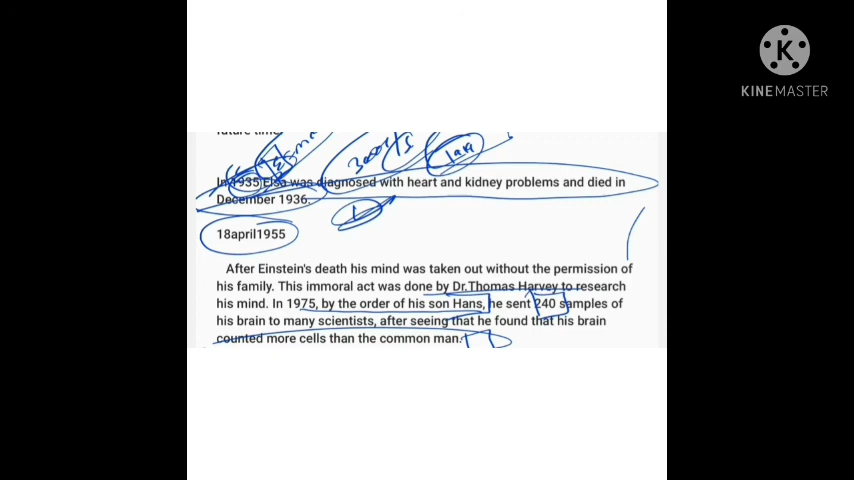 KINEMASTER
future time
In 1935 Elsa was diagnosed with heart and kidney problems and died in
December 1936.
18april1955
After Einstein's death his mind was taken out without the permission of
his family. This immoral act was done by Dr.Thomas Harvey to research
his mind. In 1975, by the order of his son Hans, he sent 240 samples of
his brain to many scientists, after seeing that he found that his brain
counted more cells than the common man.